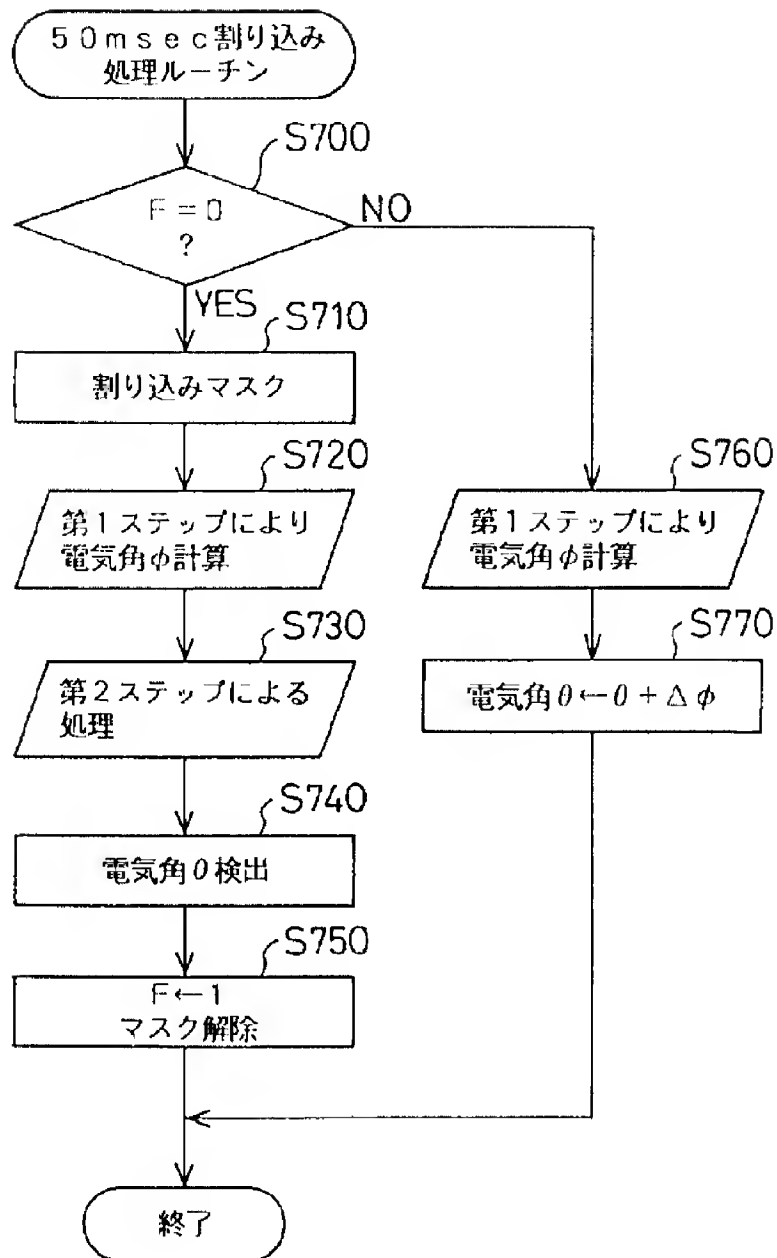 ５０ｍｓｅｃ割り込み
処理ルーチン
S700
F＝0
?
NO
YES
S710
割り込みマスク
S720
第１ステップにより
電気角φ計算
S730
第２ステップによる
処理
S740
電気角θ検出
S750
F←1
マスク解除
S760
第１ステップにより
電気角φ計算
S770
電気角θ←θ＋Δφ
終了